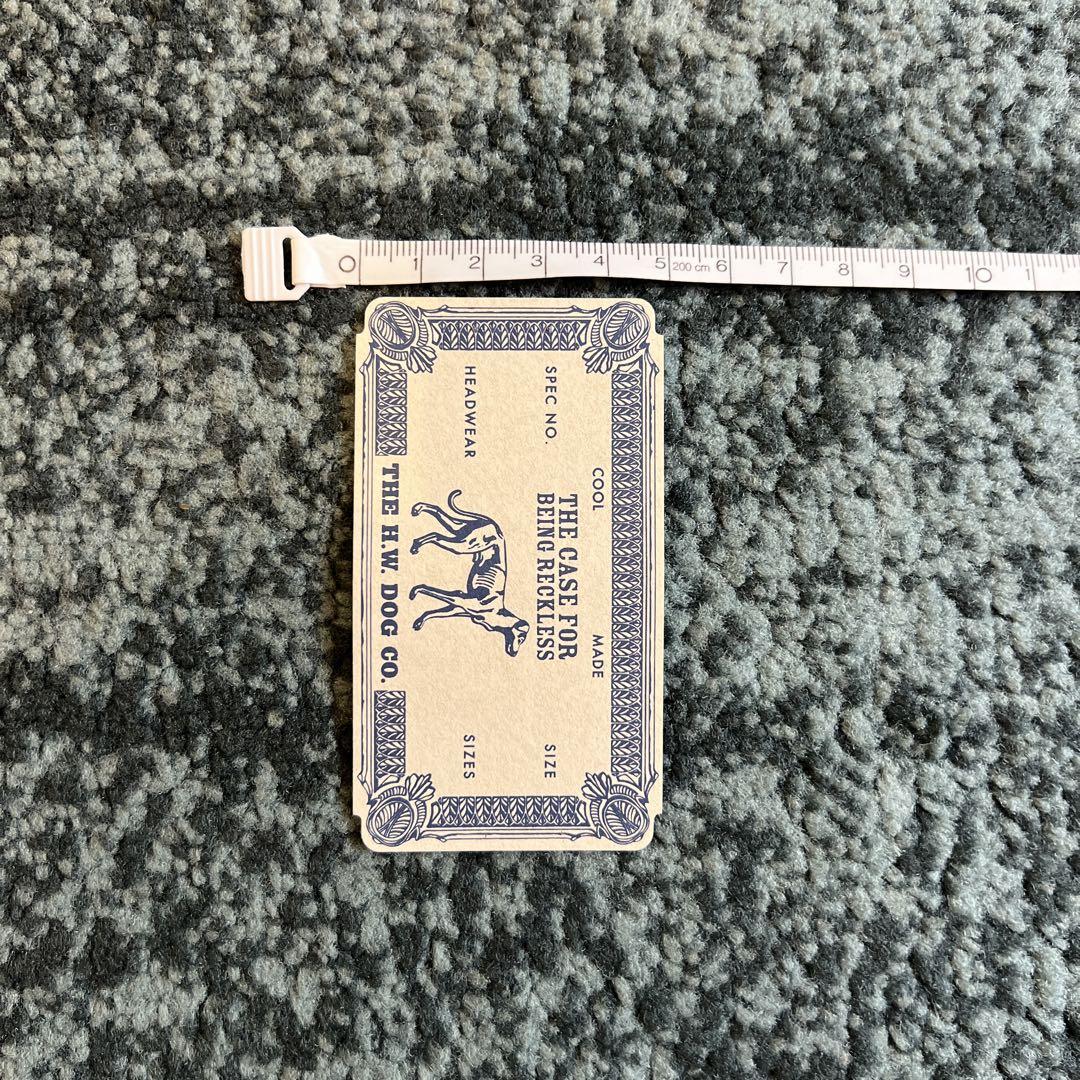 0 1 2 3 4 5 200 cm 6 7 8 9 10 1
COOL MADE
THE CASE FOR
BEING RECKLESS
SPEC NO. SIZE
HEADWEAR SIZES
THE H.W. DOG CO.